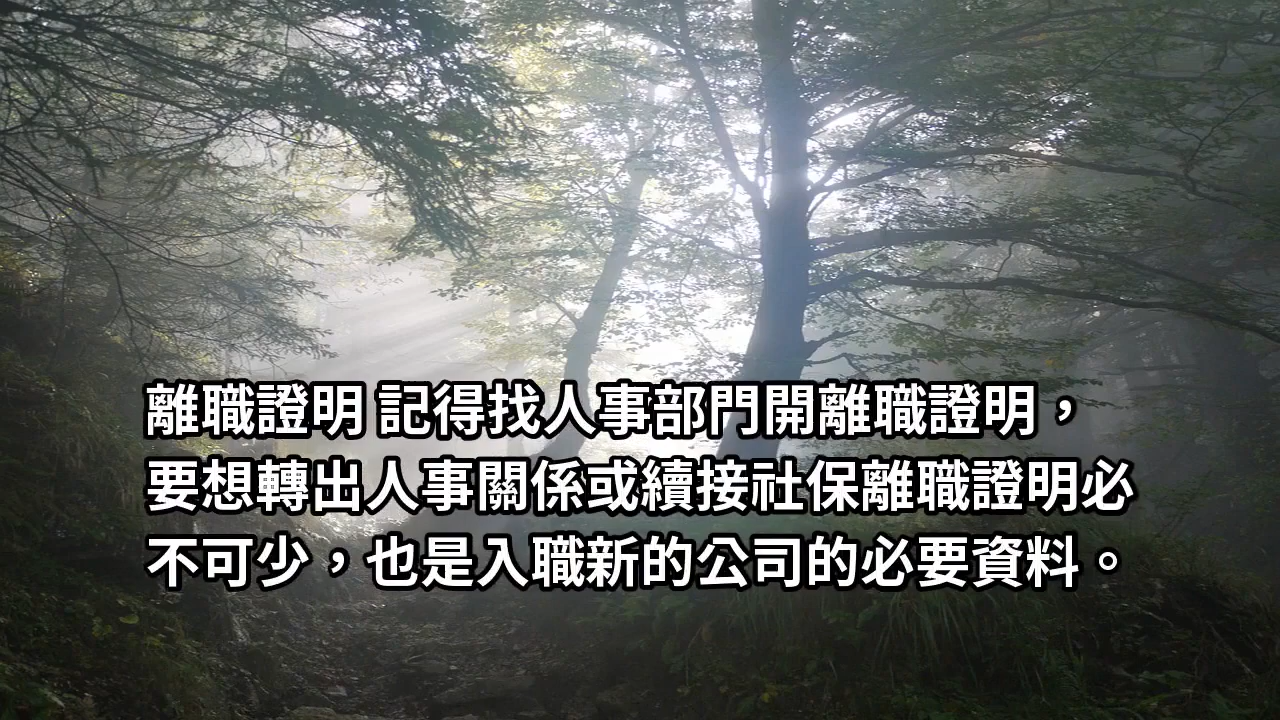 離職證明 記得找人事部門開離職證明，
要想轉出人事關係或續接社保離職證明必
不可少，也是入職新的公司的必要資料。